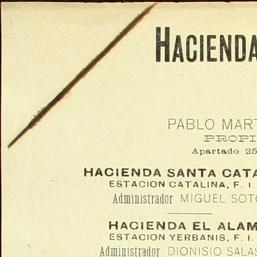 HACIENDA
PABLO MART
PROPI
Apartado 25
HACIENDA SANTA CATA
ESTACION CATALINA, F. I.
Administrador MIGUEL SOTO
HACIENDA EL ALAM
ESTACION YERBANIS, F. I.
Administrador DIONISIO SALAS